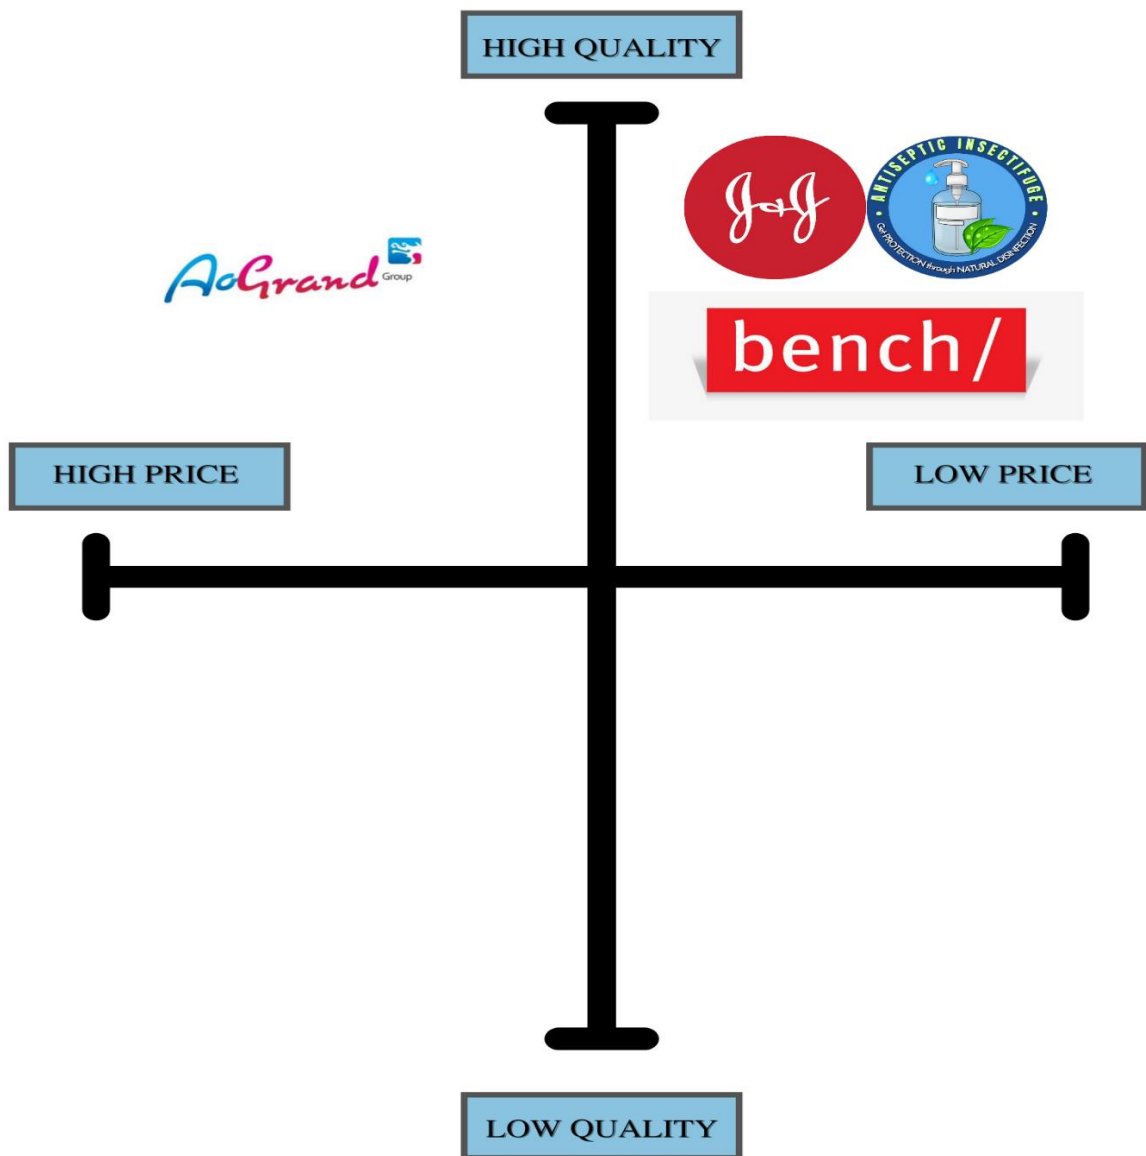 HIGH QUALITY
J&J
ANTISEPTIC INSECTIFUGE
Get PROTECTION through NATURAL DISINFECTION
AoGrand
Group
bench/
HIGH PRICE
LOW PRICE
LOW QUALITY